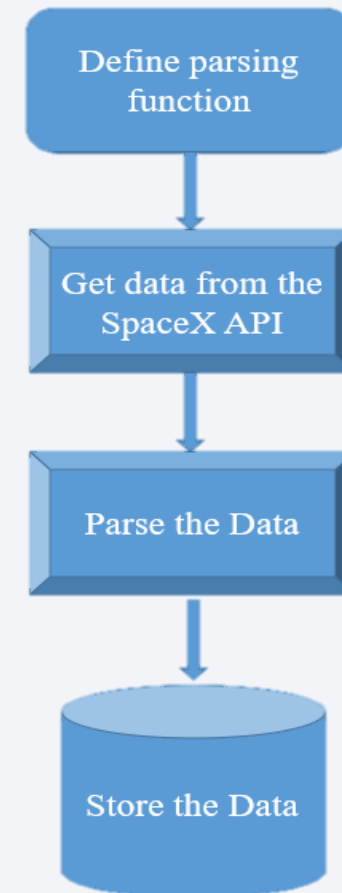 Define parsing
function
Get data from the
SpaceX API
Parse the Data
Store the Data